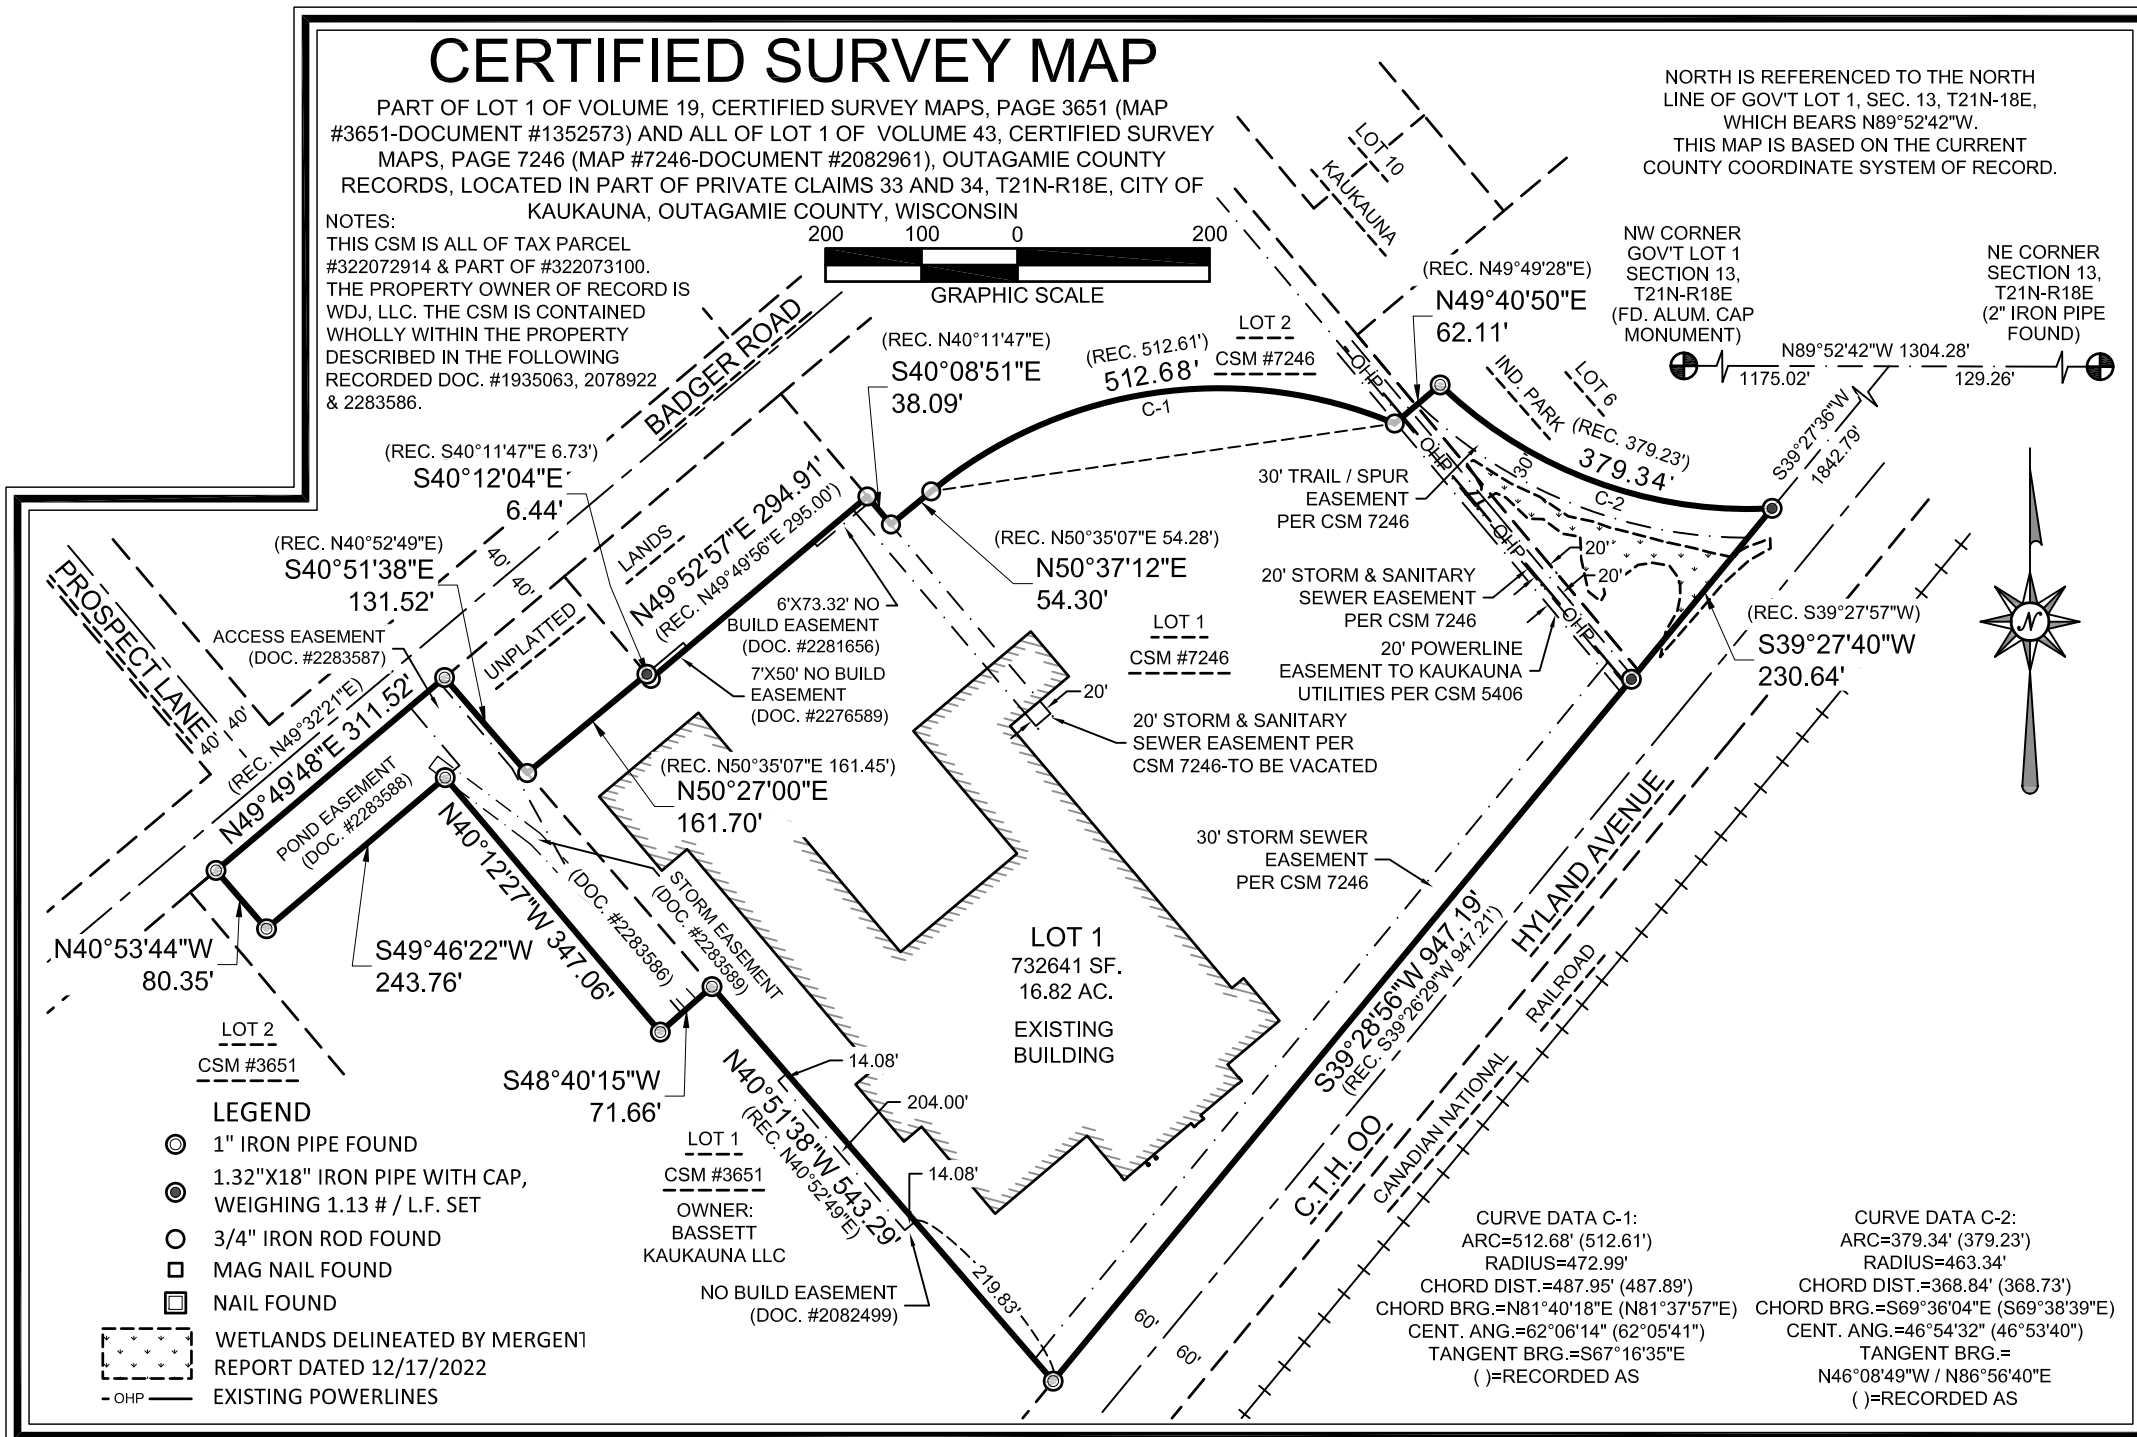 CERTIFIED SURVEY MAP
PART OF LOT 1 OF VOLUME 19, CERTIFIED SURVEY MAPS, PAGE 3651 (MAP
#3651-DOCUMENT #1352573) AND ALL OF LOT 1 OF VOLUME 43, CERTIFIED SURVEY
MAPS, PAGE 7246 (MAP #7246-DOCUMENT #2082961), OUTAGAMIE COUNTY
RECORDS, LOCATED IN PART OF PRIVATE CLAIMS 33 AND 34, T21N-R18E, CITY OF
KAUKAUNA, OUTAGAMIE COUNTY, WISCONSIN
NOTES:
THIS CSM IS ALL OF TAX PARCEL
#322072914 & PART OF #322073100.
THE PROPERTY OWNER OF RECORD IS
WDJ, LLC. THE CSM IS CONTAINED
WHOLLY WITHIN THE PROPERTY
DESCRIBED IN THE FOLLOWING
RECORDED DOC. #1935063, 2078922
& 2283586.
200 100 0 200
GRAPHIC SCALE
NORTH IS REFERENCED TO THE NORTH
LINE OF GOV'T LOT 1, SEC. 13, T21N-18E,
WHICH BEARS N89°52'42"W.
THIS MAP IS BASED ON THE CURRENT
COUNTY COORDINATE SYSTEM OF RECORD.
LOT 10
KAUKAUNA
NW CORNER
GOV'T LOT 1
SECTION 13,
T21N-R18E
(FD. ALUM. CAP
MONUMENT)
NE CORNER
SECTION 13,
T21N-R18E
(2" IRON PIPE
FOUND)
N89°52'42"W 1304.28'
1175.02'
129.26'
S39°27'36"W
1842.79'
(REC. N49°49'28"E)
N49°40'50"E
62.11'
IND. PARK
LOT 6
(REC. 379.23')
379.34'
C-2
LOT 2
CSM #7246
(REC. 512.61')
512.68'
C-1
(REC. N40°11'47"E)
S40°08'51"E
38.09'
BADGER ROAD
(REC. S40°11'47"E 6.73')
S40°12'04"E
6.44'
LANDS
UNPLATTED
N49°52'57"E 294.91'
(REC. N49°49'56"E 295.00')
40'
40'
(REC. N40°52'49"E)
S40°51'38"E
131.52'
PROSPECT LANE
40'
40'
ACCESS EASEMENT
(DOC. #2283587)
(REC. N49°32'21"E)
N49°49'48"E 311.52'
POND EASEMENT
(DOC. #2283588)
6'X73.32' NO
BUILD EASEMENT
(DOC. #2281656)
7'X50' NO BUILD
EASEMENT
(DOC. #2276589)
(REC. N50°35'07"E 161.45')
N50°27'00"E
161.70'
(REC. N50°35'07"E 54.28')
N50°37'12"E
54.30'
LOT 1
CSM #7246
OHP
OHP
OHP
OHP
30'
30' TRAIL / SPUR
EASEMENT
PER CSM 7246
20'
20'
20' STORM & SANITARY
SEWER EASEMENT
PER CSM 7246
20' POWERLINE
EASEMENT TO KAUKAUNA
UTILITIES PER CSM 5406
20'
20' STORM & SANITARY
SEWER EASEMENT PER
CSM 7246-TO BE VACATED
(REC. S39°27'57"W)
S39°27'40"W
230.64'
N
30' STORM SEWER
EASEMENT
PER CSM 7246
HYLAND AVENUE
RAILROAD
S39°28'56"W 947.19'
(REC. S39°26'29"W 947.21')
C.T.H. OO
CANADIAN NATIONAL
60'
60'
LOT 1
732641 SF.
16.82 AC.
EXISTING
BUILDING
N40°53'44"W
80.35'
S49°46'22"W
243.76'
N40°12'27"W 347.06'
(DOC. #2283586)
STORM EASEMENT
(DOC. #2283589)
S48°40'15"W
71.66'
N40°51'38"W 543.29'
(REC. N40°52'49"E)
14.08'
204.00'
14.08'
219.83'
LOT 1
CSM #3651
OWNER:
BASSETT
KAUKAUNA LLC
NO BUILD EASEMENT
(DOC. #2082499)
LOT 2
CSM #3651
LEGEND
1" IRON PIPE FOUND
1.32"X18" IRON PIPE WITH CAP,
WEIGHING 1.13 # / L.F. SET
3/4" IRON ROD FOUND
MAG NAIL FOUND
NAIL FOUND
WETLANDS DELINEATED BY MERGENT
REPORT DATED 12/17/2022
OHP EXISTING POWERLINES
CURVE DATA C-1:
ARC=512.68' (512.61')
RADIUS=472.99'
CHORD DIST.=487.95' (487.89')
CHORD BRG.=N81°40'18"E (N81°37'57"E)
CENT. ANG.=62°06'14" (62°05'41")
TANGENT BRG.=S67°16'35"E
( )=RECORDED AS
CURVE DATA C-2:
ARC=379.34' (379.23')
RADIUS=463.34'
CHORD DIST.=368.84' (368.73')
CHORD BRG.=S69°36'04"E (S69°38'39"E)
CENT. ANG.=46°54'32" (46°53'40")
TANGENT BRG.=
N46°08'49"W / N86°56'40"E
( )=RECORDED AS